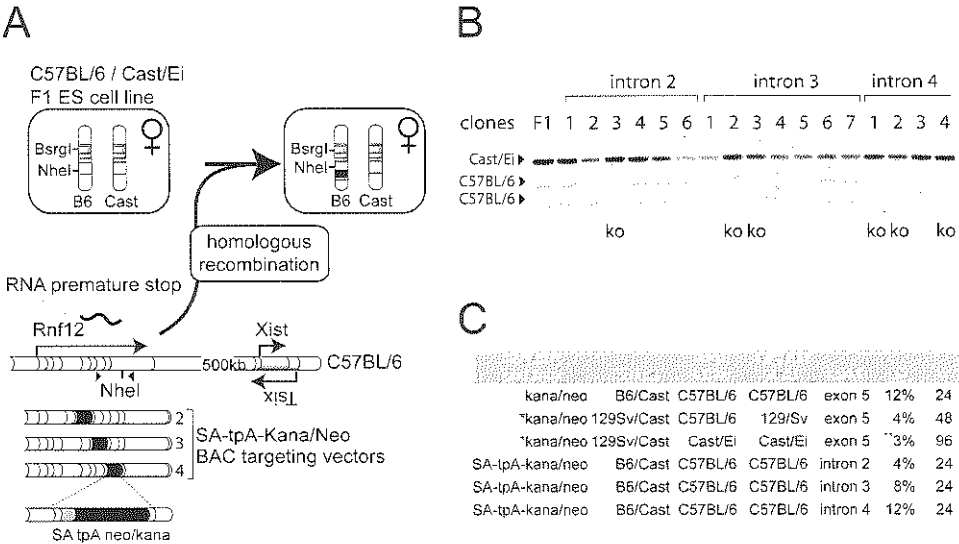 A
C57BL/6 / Cast/Ei
F1 ES cell line
BsrgI
NheI
B6 Cast
BsrgI
NheI
B6 Cast
homologous
recombination
RNA premature stop
Rnf12
Xist
500kb
C57BL/6
NheI
Tsix
2
3
4
SA-tpA-Kana/Neo
BAC targeting vectors
SA tpA neo/kana
B
intron 2 intron 3 intron 4
clones F1 1 2 3 4 5 6 1 2 3 4 5 6 7 1 2 3 4
Cast/Ei
C57BL/6
C57BL/6
ko ko ko ko ko ko
C
kana/neo B6/Cast C57BL/6 C57BL/6 exon 5 12% 24
*kana/neo 129Sv/Cast C57BL/6 129/Sv exon 5 4% 48
*kana/neo 129Sv/Cast Cast/Ei Cast/Ei exon 5 **3% 96
SA-tpA-kana/neo B6/Cast C57BL/6 C57BL/6 intron 2 4% 24
SA-tpA-kana/neo B6/Cast C57BL/6 C57BL/6 intron 3 8% 24
SA-tpA-kana/neo B6/Cast C57BL/6 C57BL/6 intron 4 12% 24